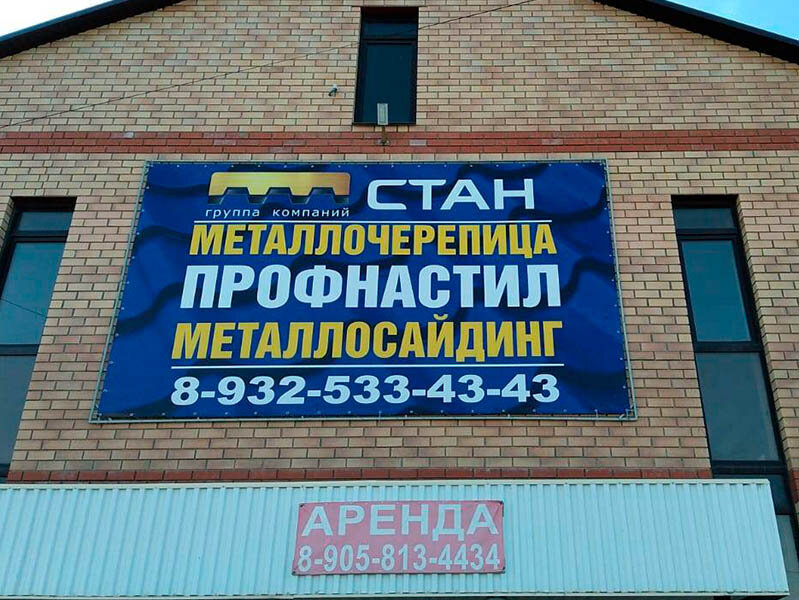 СТАН
группа компаний
МЕТАЛЛОЧЕРЕПИЦА
ПРОФНАСТИЛ
МЕТАЛЛОСАЙДИНГ
8-932-533-43-43
АРЕНДА
8-905-813-4434